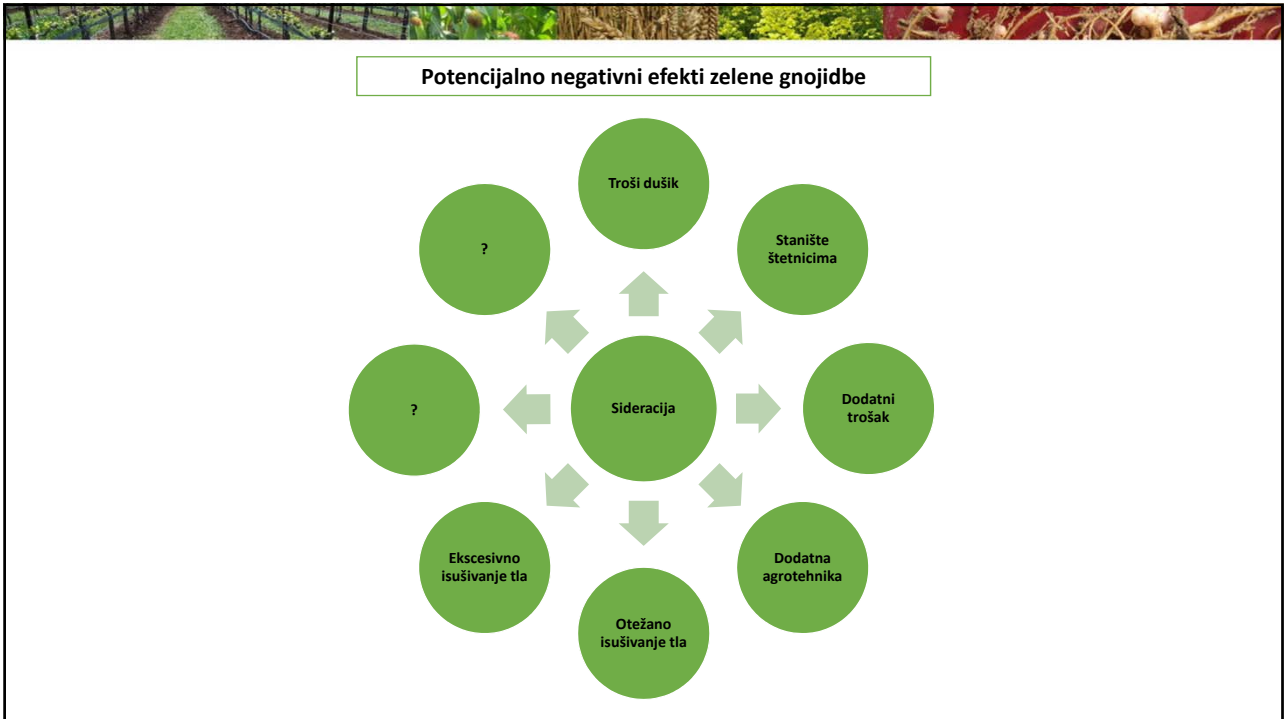 Potencijalno negativni efekti zelene gnojidbe
Troši dušik
Stanište
štetnicima
Dodatni
trošak
Dodatna
agrotehnika
Otežano
isušivanje tla
Ekscesivno
isušivanje tla
?
?
Sideracija